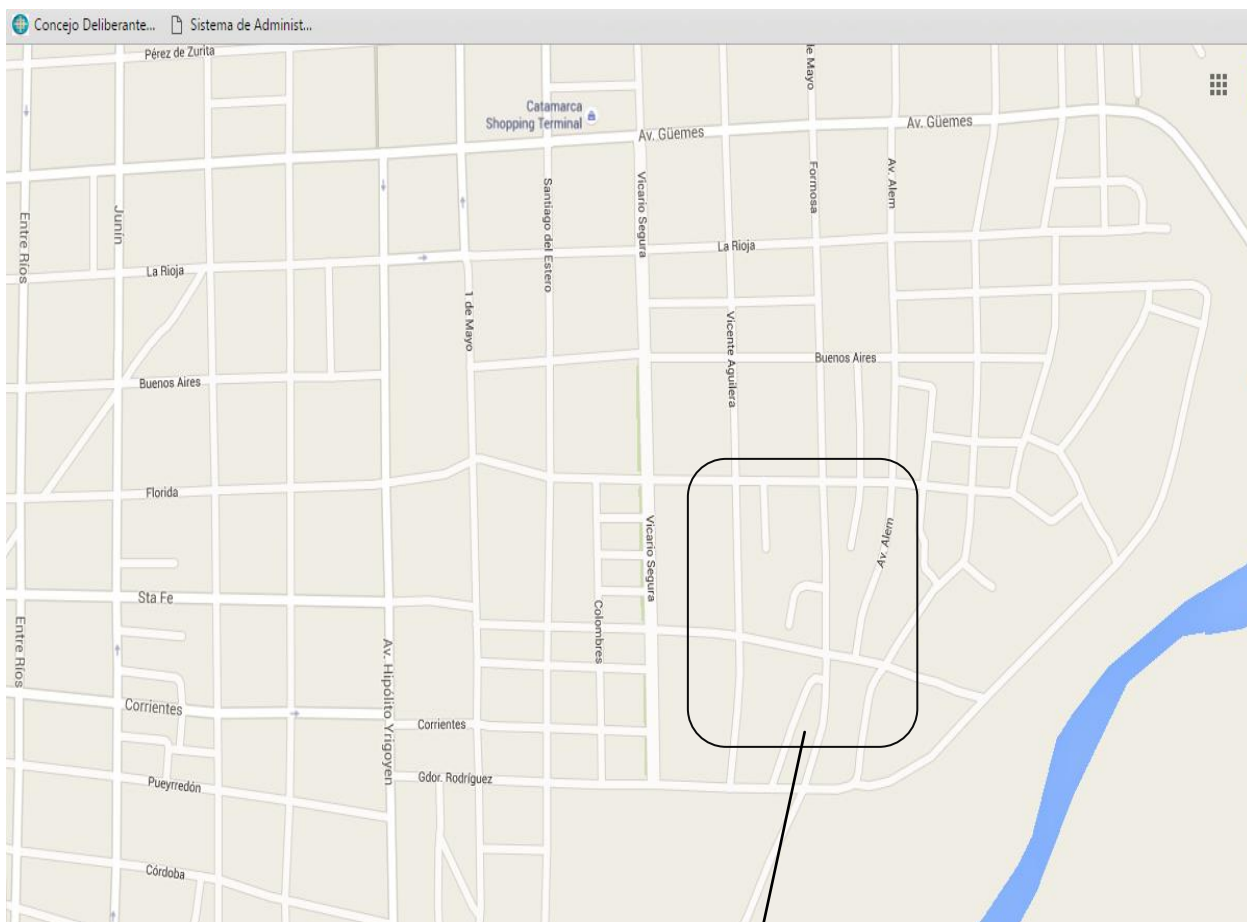 Concejo Deliberante... Sistema de Administ...
Pérez de Zurita
le Mayo
Catamarca
Shopping Terminal
Av. Güemes
Av. Güemes
Entre Ríos
Junín
Santiago del Estero
Vicario Segura
Formosa
Av. Alem
La Rioja
La Rioja
1 de Mayo
Vicente Aguilera
Buenos Aires
Buenos Aires
Florida
Vicario Segura
Av. Alem
Sta Fe
Colombres
Entre Ríos
Av. Hipólito Yrigoyen
Corrientes
Corrientes
Gdor. Rodríguez
Pueyrredón
Córdoba